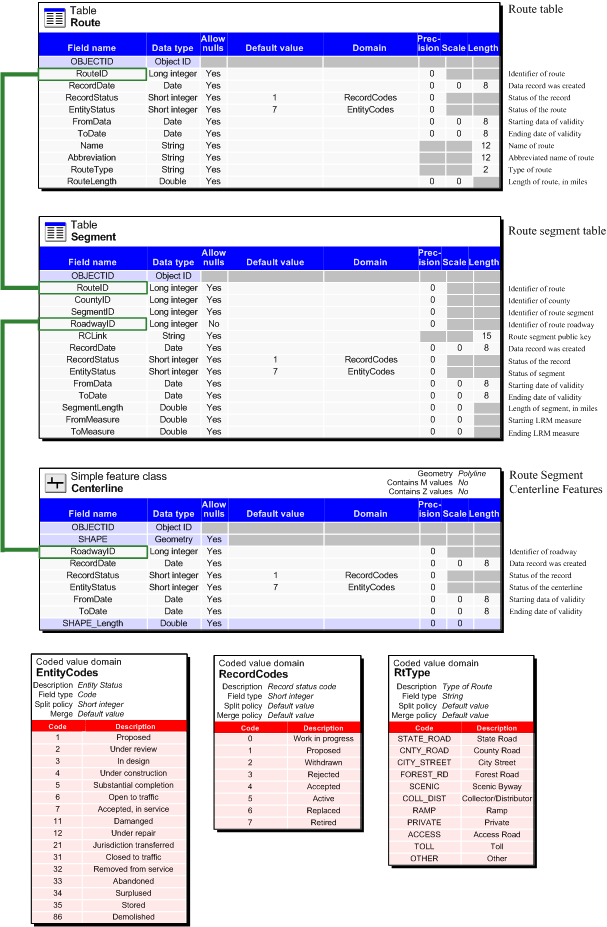 Table
Route
Route table
Field name Data type Allow nulls Default value Domain Prec-ision Scale Length
OBJECTID Object ID
RouteID Long integer Yes 0 Identifier of route
RecordDate Date Yes 0 0 8 Data record was created
RecordStatus Short integer Yes 1 RecordCodes 0 Status of the record
EntityStatus Short integer Yes 7 EntityCodes 0 Status of the route
FromData Date Yes 0 0 8 Starting data of validity
ToDate Date Yes 0 0 8 Ending date of validity
Name String Yes 12 Name of route
Abbreviation String Yes 12 Abbreviated name of route
RouteType String Yes 2 Type of route
RouteLength Double Yes 0 0 Length of route, in miles
Table
Segment
Route segment table
Field name Data type Allow nulls Default value Domain Prec-ision Scale Length
OBJECTID Object ID
RouteID Long integer Yes 0 Identifier of route
CountyID Long integer Yes 0 Identifier of county
SegmentID Long integer Yes 0 Identifier of route segment
RoadwayID Long integer No 0 Identifier of route roadway
RCLink String Yes 15 Route segment public key
RecordDate Date Yes 0 0 8 Data record was created
RecordStatus Short integer Yes 1 RecordCodes 0 Status of the record
EntityStatus Short integer Yes 7 EntityCodes 0 Status of segment
FromData Date Yes 0 0 8 Starting date of validity
ToDate Date Yes 0 0 8 Ending date of validity
SegmentLength Double Yes 0 0 Length of segment, in miles
FromMeasure Double Yes 0 0 Starting LRM measure
ToMeasure Double Yes 0 0 Ending LRM measure
Simple feature class
Centerline
Geometry Polyline
Contains M values No
Contains Z values No
Route Segment
Centerline Features
Field name Data type Allow nulls Default value Domain Prec-ision Scale Length
OBJECTID Object ID
SHAPE Geometry Yes
RoadwayID Long integer Yes 0 Identifier of roadway
RecordDate Date Yes 0 0 8 Data record was created
RecordStatus Short integer Yes 1 RecordCodes 0 Status of the record
EntityStatus Short integer Yes 7 EntityCodes 0 Status of the centerline
FromDate Date Yes 0 0 8 Starting data of validity
ToDate Date Yes 0 0 8 Ending date of validity
SHAPE_Length Double Yes 0 0
Coded value domain
EntityCodes
Description Entity Status
Field type Code
Split policy Short integer
Merge Default value
Code Description
1 Proposed
2 Under review
3 In design
4 Under construction
5 Substantial completion
6 Open to traffic
7 Accepted, in service
11 Damanged
12 Under repair
21 Jurisdiction transferred
31 Closed to traffic
32 Removed from service
33 Abandoned
34 Surplused
35 Stored
86 Demolished
Coded value domain
RecordCodes
Description Record status code
Field type Short integer
Split policy Default value
Merge policy Default value
Code Description
0 Work in progress
1 Proposed
2 Withdrawn
3 Rejected
4 Accepted
5 Active
6 Replaced
7 Retired
Coded value domain
RtType
Description Type of Route
Field type String
Split policy Default value
Merge policy Default value
Code Description
STATE_ROAD State Road
CNTY_ROAD County Road
CITY_STREET City Street
FOREST_RD Forest Road
SCENIC Scenic Byway
COLL_DIST Collector/Distributor
RAMP Ramp
PRIVATE Private
ACCESS Access Road
TOLL Toll
OTHER Other